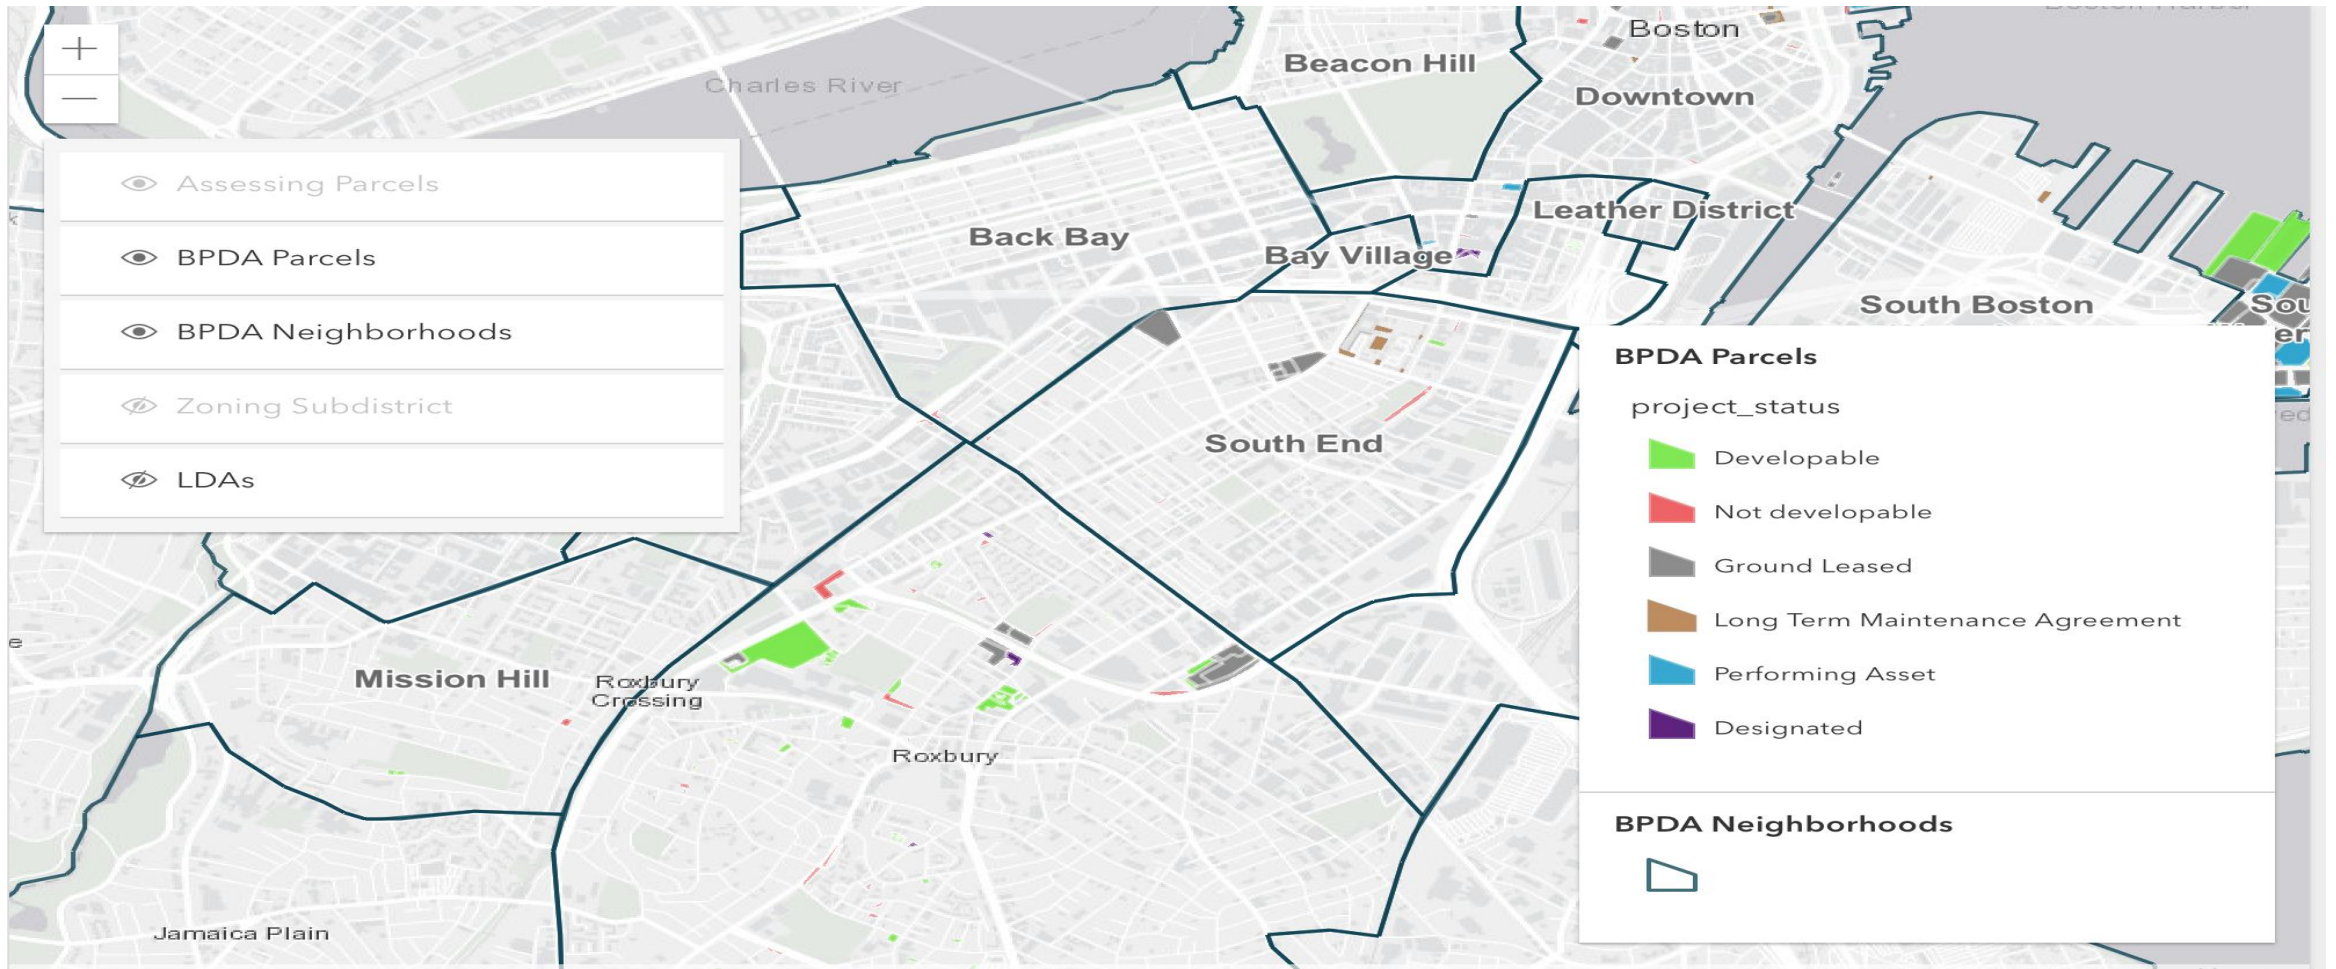 +
Boston
Beacon Hill
Charles River
Downtown
—
Assessing Parcels
BPDA Parcels
BPDA Neighborhoods
Zoning Subdistrict
LDAs
Leather District
Back Bay
Bay Village
South Boston
South End
Mission Hill
Roxbury
Crossing
Roxbury
Jamaica Plain
BPDA Parcels
project_status
Developable
Not developable
Ground Leased
Long Term Maintenance Agreement
Performing Asset
Designated
BPDA Neighborhoods